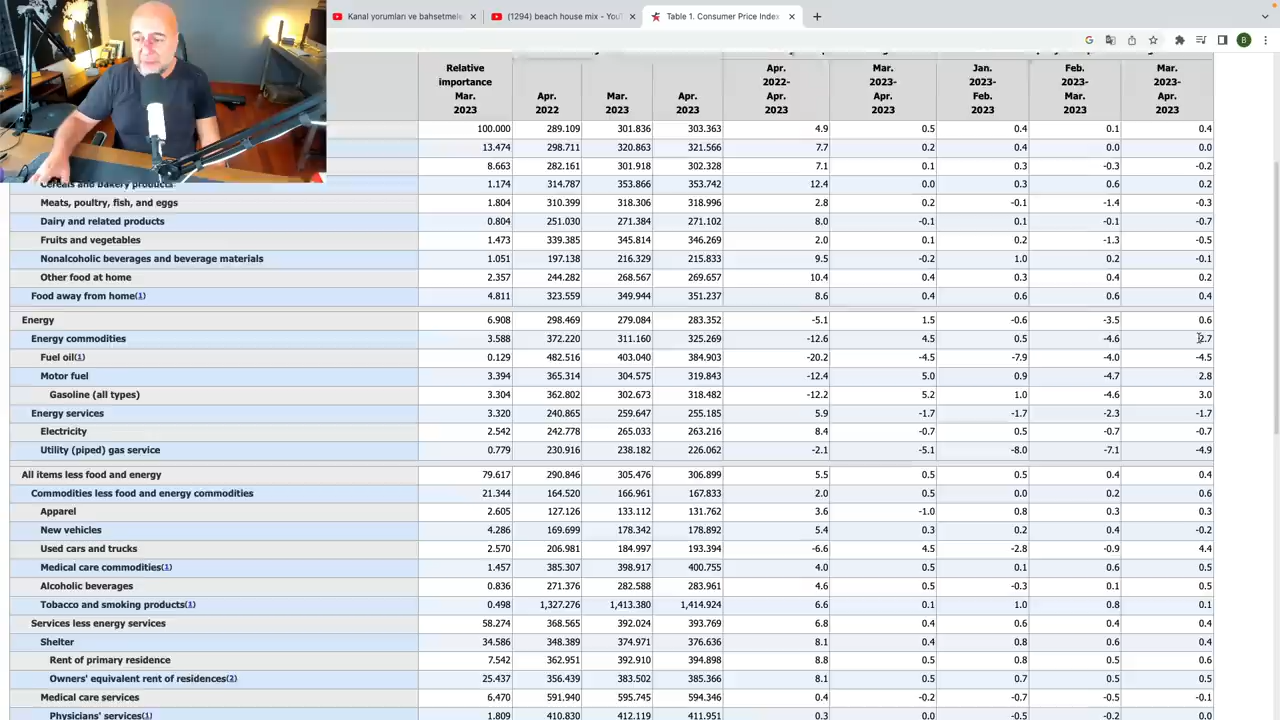 Kanal yorumları ve bahsetmele
(1294) beach house mix - YouT
Table 1. Consumer Price Index
B
Relative importance Mar. 2023 Apr. 2022 Mar. 2023 Apr. 2023 Apr. 2022- Apr. 2023 Mar. 2023- Apr. 2023 Jan. 2023- Feb. 2023 Feb. 2023- Mar. 2023 Mar. 2023- Apr. 2023
100.000 289.109 301.836 303.363 4.9 0.5 0.4 0.1 0.4
13.474 298.711 320.863 321.566 7.7 0.2 0.4 0.0 0.0
8.663 282.161 301.918 302.328 7.1 0.1 0.3 -0.3 -0.2
Cereals and bakery products 1.174 314.787 353.866 353.742 12.4 0.0 0.3 0.6 0.2
Meats, poultry, fish, and eggs 1.804 310.399 318.306 318.996 2.8 0.2 -0.1 -1.4 -0.3
Dairy and related products 0.804 251.030 271.384 271.102 8.0 -0.1 0.1 -0.1 -0.7
Fruits and vegetables 1.473 339.385 345.814 346.269 2.0 0.1 0.2 -1.3 -0.5
Nonalcoholic beverages and beverage materials 1.051 197.138 216.329 215.833 9.5 -0.2 1.0 0.2 -0.1
Other food at home 2.357 244.282 268.567 269.657 10.4 0.4 0.3 0.4 0.2
Food away from home(1) 4.811 323.559 349.944 351.237 8.6 0.4 0.6 0.6 0.4
Energy 6.908 298.469 279.084 283.352 -5.1 1.5 -0.6 -3.5 0.6
Energy commodities 3.588 372.220 311.160 325.269 -12.6 4.5 0.5 -4.6 2.7
Fuel oil(1) 0.129 482.516 403.040 384.903 -20.2 -4.5 -7.9 -4.0 -4.5
Motor fuel 3.394 365.314 304.575 319.843 -12.4 5.0 0.9 -4.7 2.8
Gasoline (all types) 3.304 362.802 302.673 318.482 -12.2 5.2 1.0 -4.6 3.0
Energy services 3.320 240.865 259.647 255.185 5.9 -1.7 -1.7 -2.3 -1.7
Electricity 2.542 242.778 265.033 263.216 8.4 -0.7 0.5 -0.7 -0.7
Utility (piped) gas service 0.779 230.916 238.182 226.062 -2.1 -5.1 -8.0 -7.1 -4.9
All items less food and energy 79.617 290.846 305.476 306.899 5.5 0.5 0.5 0.4 0.4
Commodities less food and energy commodities 21.344 164.520 166.961 167.833 2.0 0.5 0.0 0.2 0.6
Apparel 2.605 127.126 133.112 131.762 3.6 -1.0 0.8 0.3 0.3
New vehicles 4.286 169.699 178.342 178.892 5.4 0.3 0.2 0.4 -0.2
Used cars and trucks 2.570 206.981 184.997 193.394 -6.6 4.5 -2.8 -0.9 4.4
Medical care commodities(1) 1.457 385.307 398.917 400.755 4.0 0.5 0.1 0.6 0.5
Alcoholic beverages 0.836 271.376 282.588 283.961 4.6 0.5 -0.3 0.1 0.5
Tobacco and smoking products(1) 0.498 1,327.276 1,413.380 1,414.924 6.6 0.1 1.0 0.8 0.1
Services less energy services 58.274 368.565 392.024 393.769 6.8 0.4 0.6 0.4 0.4
Shelter 34.586 348.389 374.971 376.636 8.1 0.4 0.8 0.6 0.4
Rent of primary residence 7.542 362.951 392.910 394.898 8.8 0.5 0.8 0.5 0.6
Owners' equivalent rent of residences(2) 25.437 356.439 383.502 385.366 8.1 0.5 0.7 0.5 0.5
Medical care services 6.470 591.940 595.745 594.346 0.4 -0.2 -0.7 -0.5 -0.1
Physicians' services(1) 1.809 410.830 412.119 411.951 0.3 0.0 -0.5 -0.2 0.0